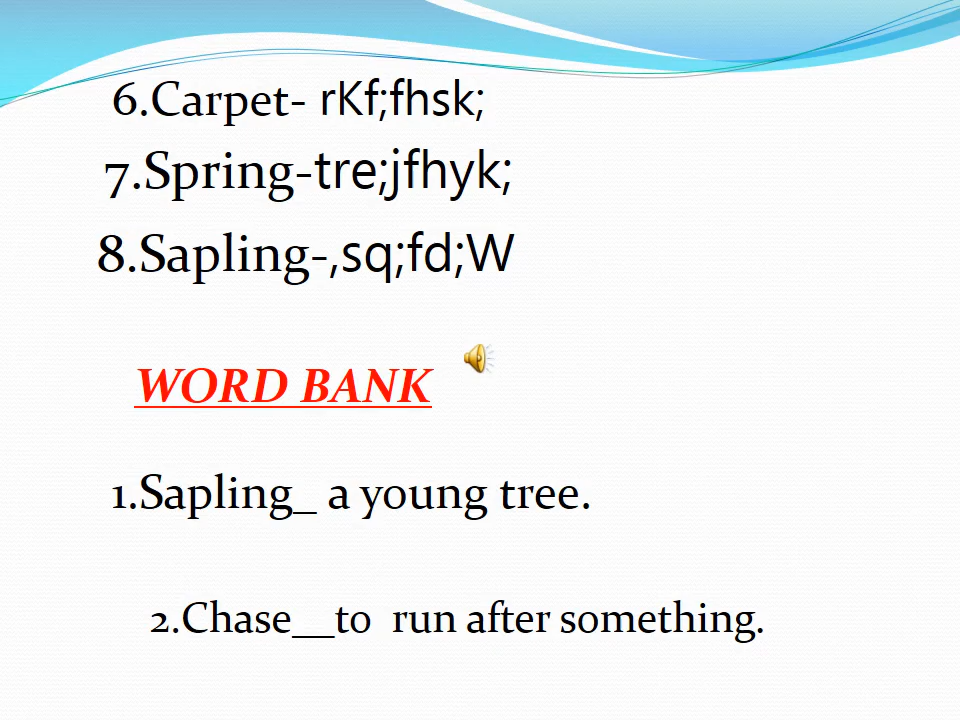 6.Carpet- rKf;fhsk;
7.Spring-tre;jfhyk;
8.Sapling-,sq;fd;W
WORD BANK
1.Sapling_ a young tree.
2.Chase__to run after something.